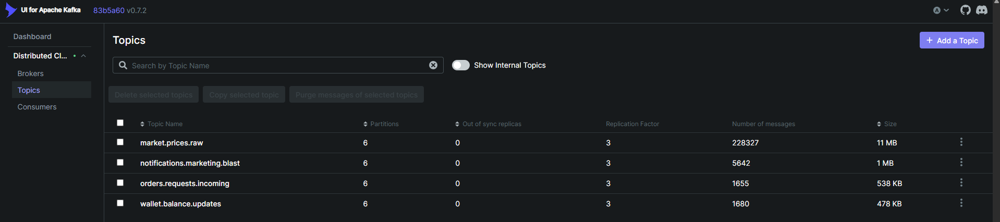 UI for Apache Kafka 83b5a60 v0.7.2 A
Dashboard
Distributed Cl...
Brokers
Topics
Consumers
Topics
+ Add a Topic
Search by Topic Name
Show Internal Topics
Delete selected topics Copy selected topic Purge messages of selected topics
Topic Name Partitions Out of sync replicas Replication Factor Number of messages Size
market.prices.raw 6 0 3 228327 11 MB
notifications.marketing.blast 6 0 3 5642 1 MB
orders.requests.incoming 6 0 3 1655 538 KB
wallet.balance.updates 6 0 3 1680 478 KB